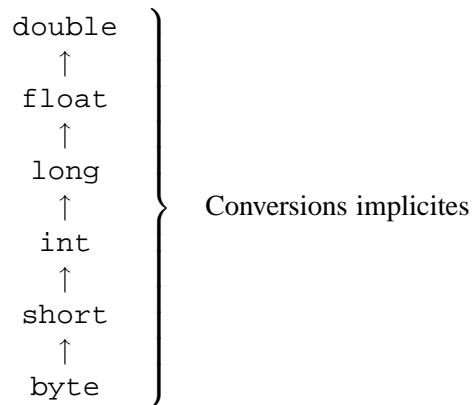 double
↑
float
↑
long
↑
Conversions implicites
int
↑
short
↑
byte